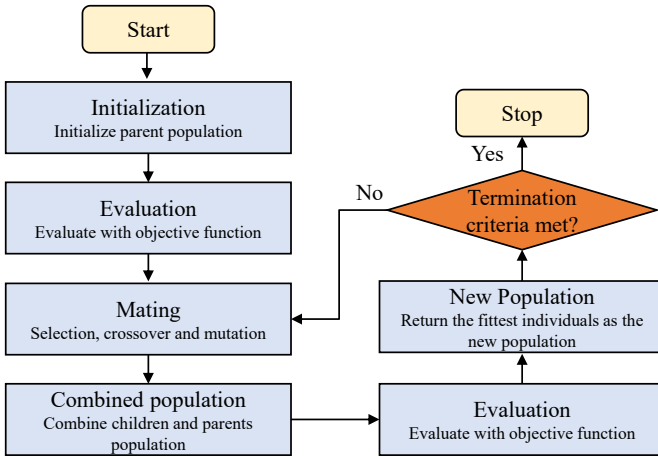 Start
Initialization
Initialize parent population
Evaluation
Evaluate with objective function
Mating
Selection, crossover and mutation
Combined population
Combine children and parents
population
Evaluation
Evaluate with objective function
New Population
Return the fittest individuals as the
new population
Termination
criteria met?
No
Yes
Stop